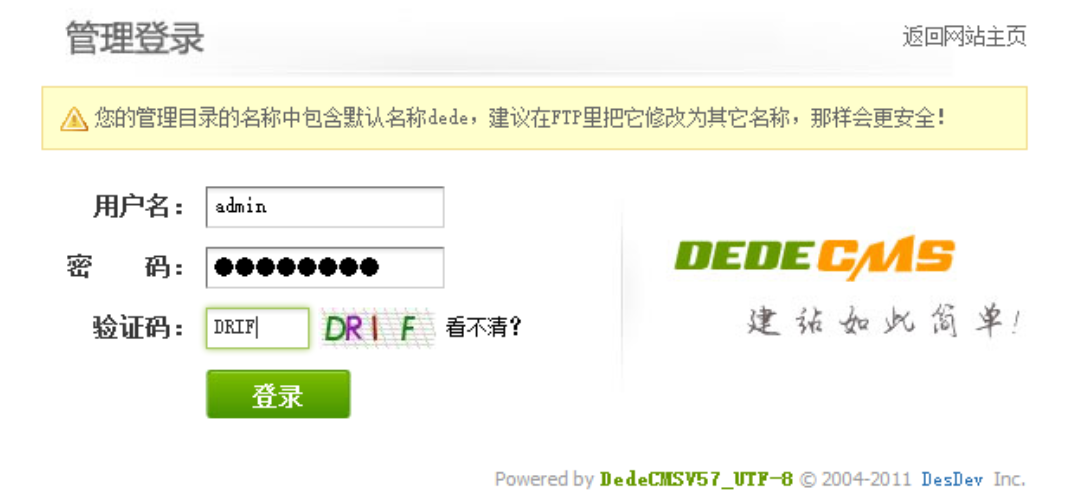 管理登录 返回网站主页
您的管理目录的名称中包含默认名称dede，建议在FTP里把它修改为其它名称，那样会更安全！
用户名： admin
DEDECMS
密 码： ●●●●●●●●
建站如此简单！
验证码： DRIF DRIF 看不清？
登录
Powered by DedeCMSV57_UTF-8 © 2004-2011 DesDev Inc.